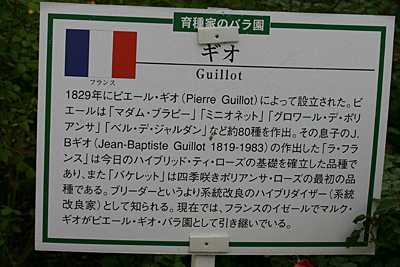 育種家のバラ園
ギオ
Guillot
フランス
1829年にピエール・ギオ(Pierre Guillot)によって設立された。ピ
エールは「マダム・ブラビー」「ミニオネット」「グロワール・デ・ポリ
アンサ」「ベル・デ・ジャルダン」など約80種を作出。その息子のJ.
Bギオ(Jean-Baptiste Guillot 1819-1983)の作出した「ラ・フ
ランス」は今日のハイブリッド・ティ・ローズの基礎を確立した品種で
あり、また「パケレット」は四季咲きポリアンサ・ローズの最初の品
種である。ブリーダーというより系統改良のハイブリダイザー(系統
改良家)として知られる。現在では、フランスのイゼールでマルク・
ギオがピエール・ギオ・バラ園として引き継いでいる。